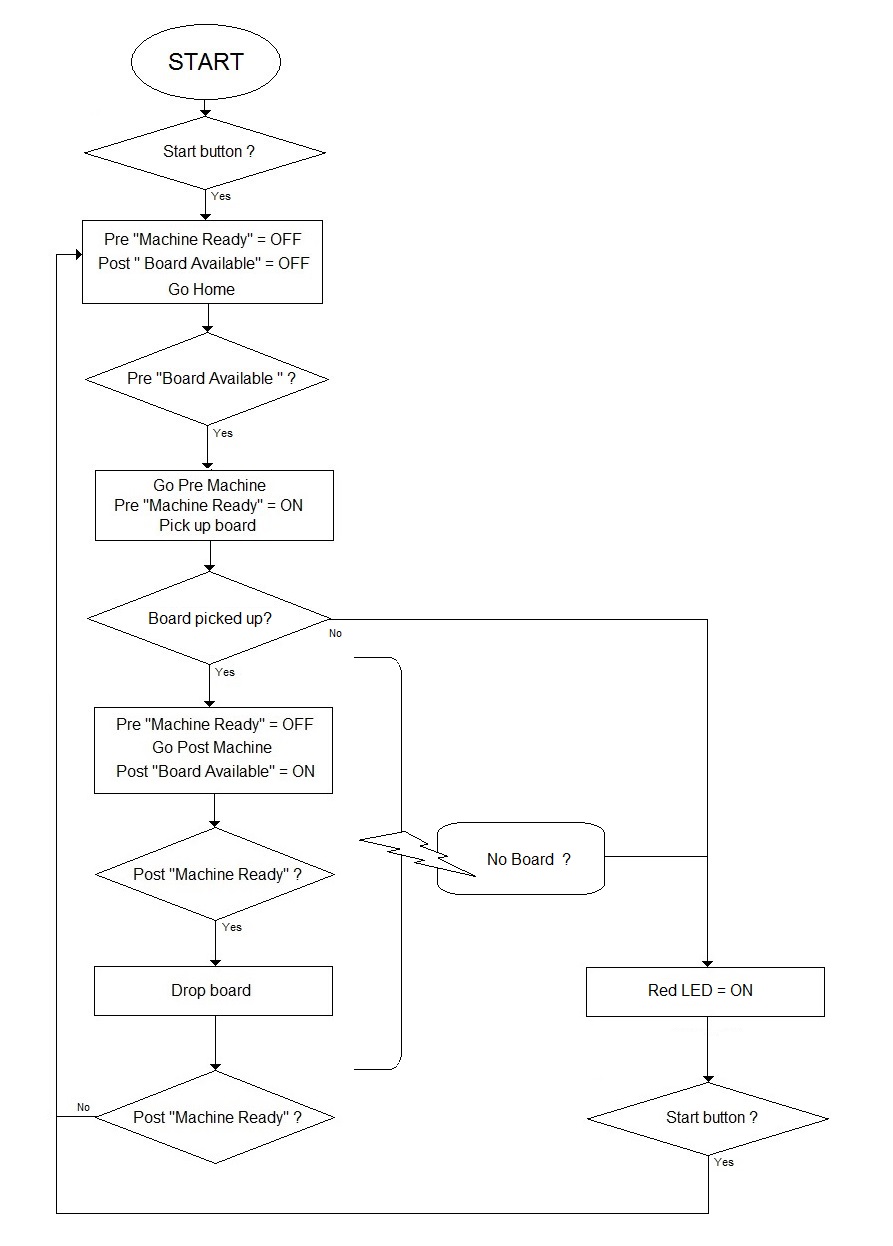 START
Start button ?
Yes
Pre "Machine Ready" = OFF
Post " Board Available" = OFF
Go Home
Pre "Board Available " ?
Yes
Go Pre Machine
Pre "Machine Ready" = ON
Pick up board
Board picked up?
No
Yes
Pre "Machine Ready" = OFF
Go Post Machine
Post "Board Available" = ON
No Board ?
Post "Machine Ready" ?
Yes
Drop board
Red LED = ON
No
Post "Machine Ready" ?
Start button ?
Yes